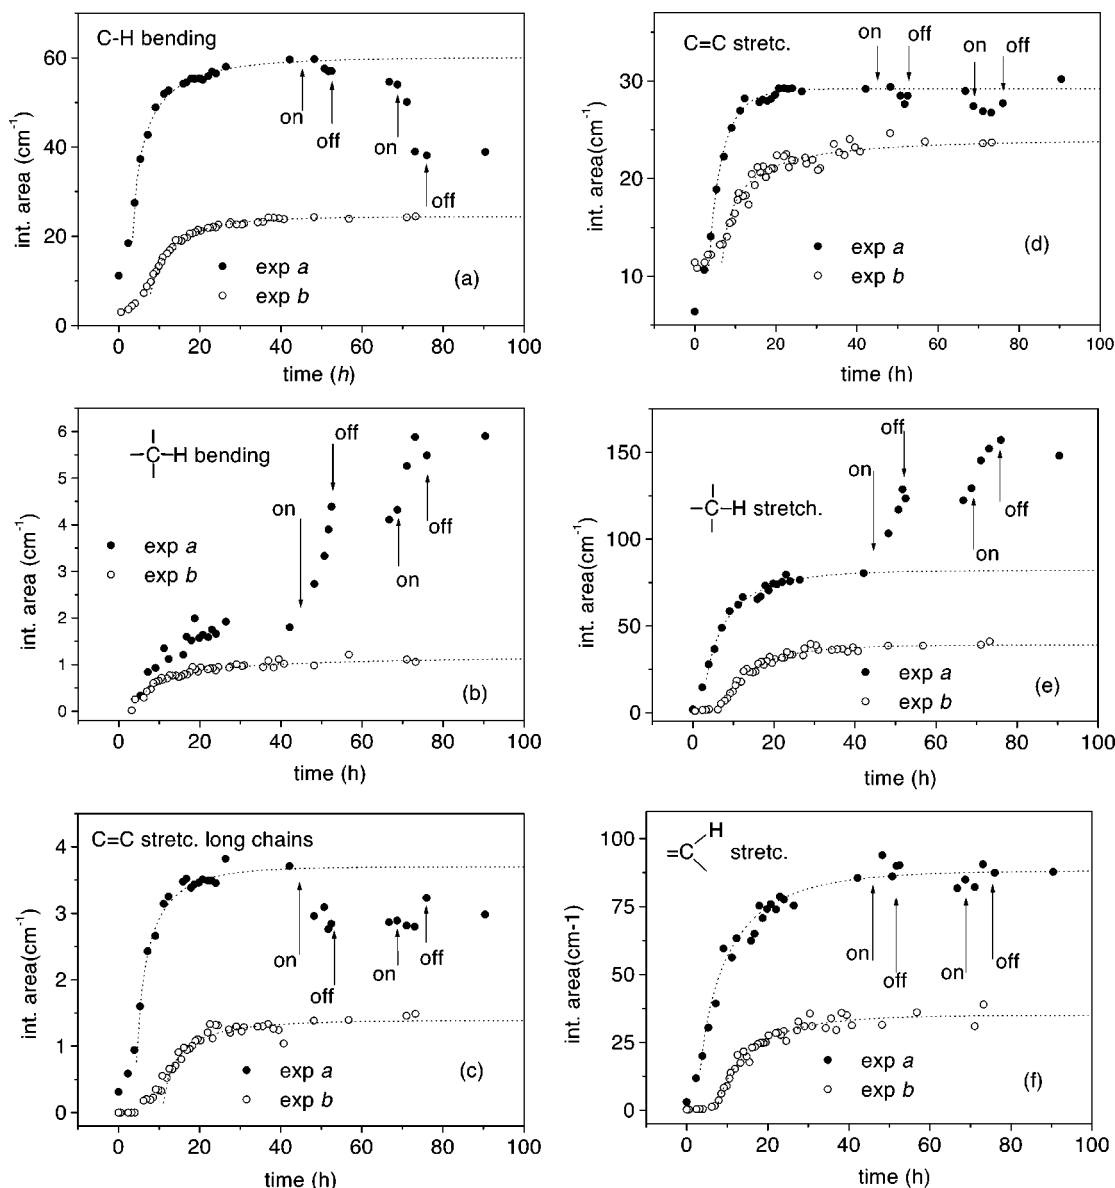 C-H bending
60
40
20
0
int. area (cm-1)
on
off
on
off
exp a
exp b
(a)
0 20 40 60 80 100
time (h)
C=C stretc.
30
20
10
int. area(cm-1)
on
off
on
off
(d)
exp a
exp b
0 20 40 60 80 100
time (h)
6
5
4
3
2
1
0
int. area (cm-1)
C H bending
off
on
off
on
exp a
exp b
(b)
0 20 40 60 80 100
time (h)
150
100
50
0
int. area(cm-1)
off
on
off
on
C H stretch.
exp a
exp b
(e)
0 20 40 60 80 100
time (h)
C=C stretc. long chains
4
3
2
1
0
int. area(cm-1)
on
off
on
off
exp a
exp b
(c)
0 20 40 60 80 100
time (h)
100
75
50
25
0
int. area(cm-1)
H
=C stretc.
on
off
on
off
exp a
exp b
(f)
0 20 40 60 80 100
time (h)